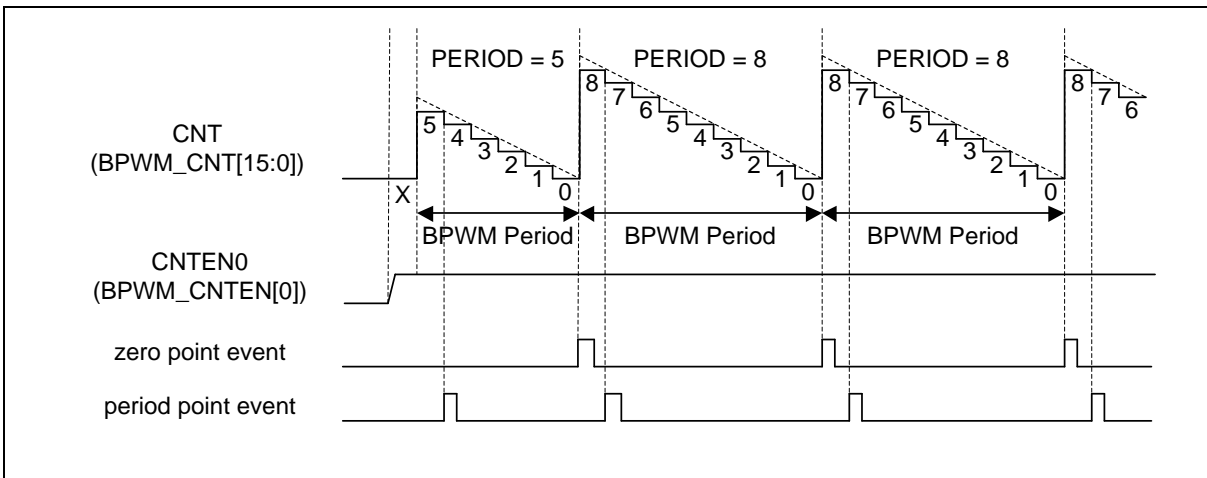 PERIOD = 5 PERIOD = 8 PERIOD = 8
CNT
(BPWM_CNT[15:0])
X 5 4 3 2 1 0 8 7 6 5 4 3 2 1 0 8 7 6 5 4 3 2 1 0 8 7 6
BPWM Period BPWM Period BPWM Period
CNTEN0
(BPWM_CNTEN[0])
zero point event
period point event